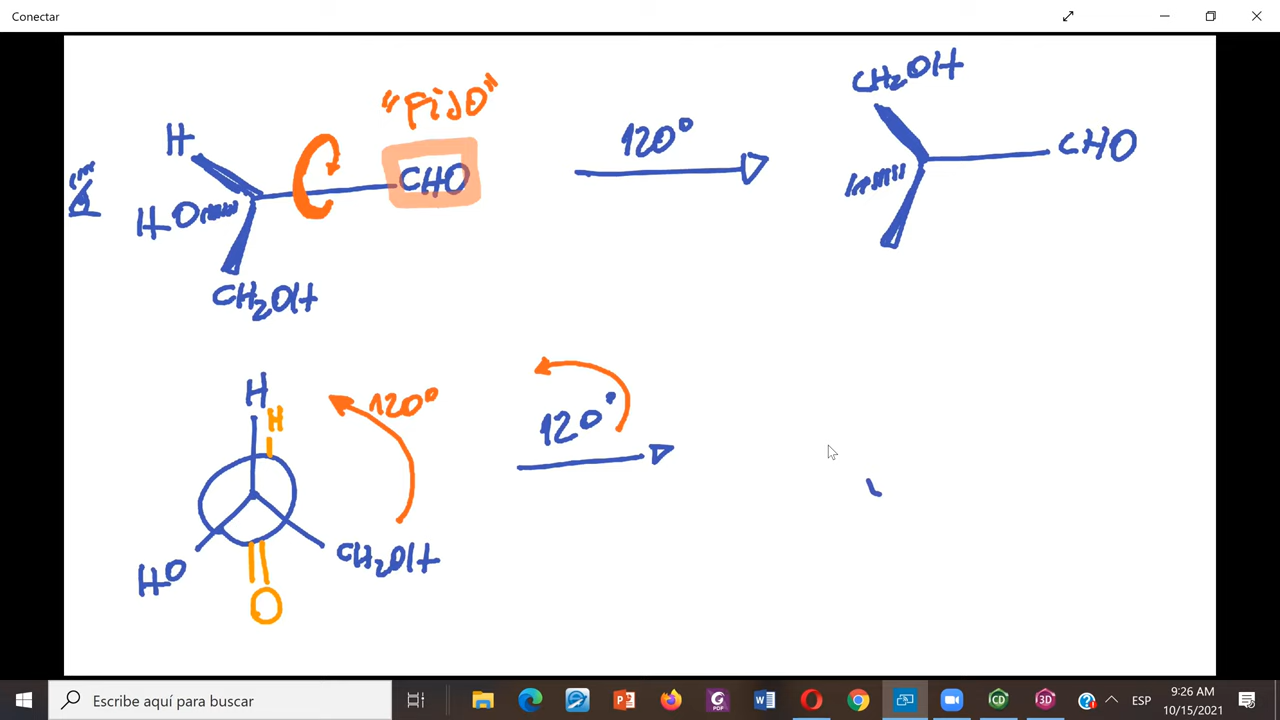 Conectar
"FiJO"
H
CHO
HO
CH2OH
120°
CH2OH
CHO
H
H
120°
HO
CH2OH
O
120°
Escribe aquí para buscar
ESP
9:26 AM
10/15/2021